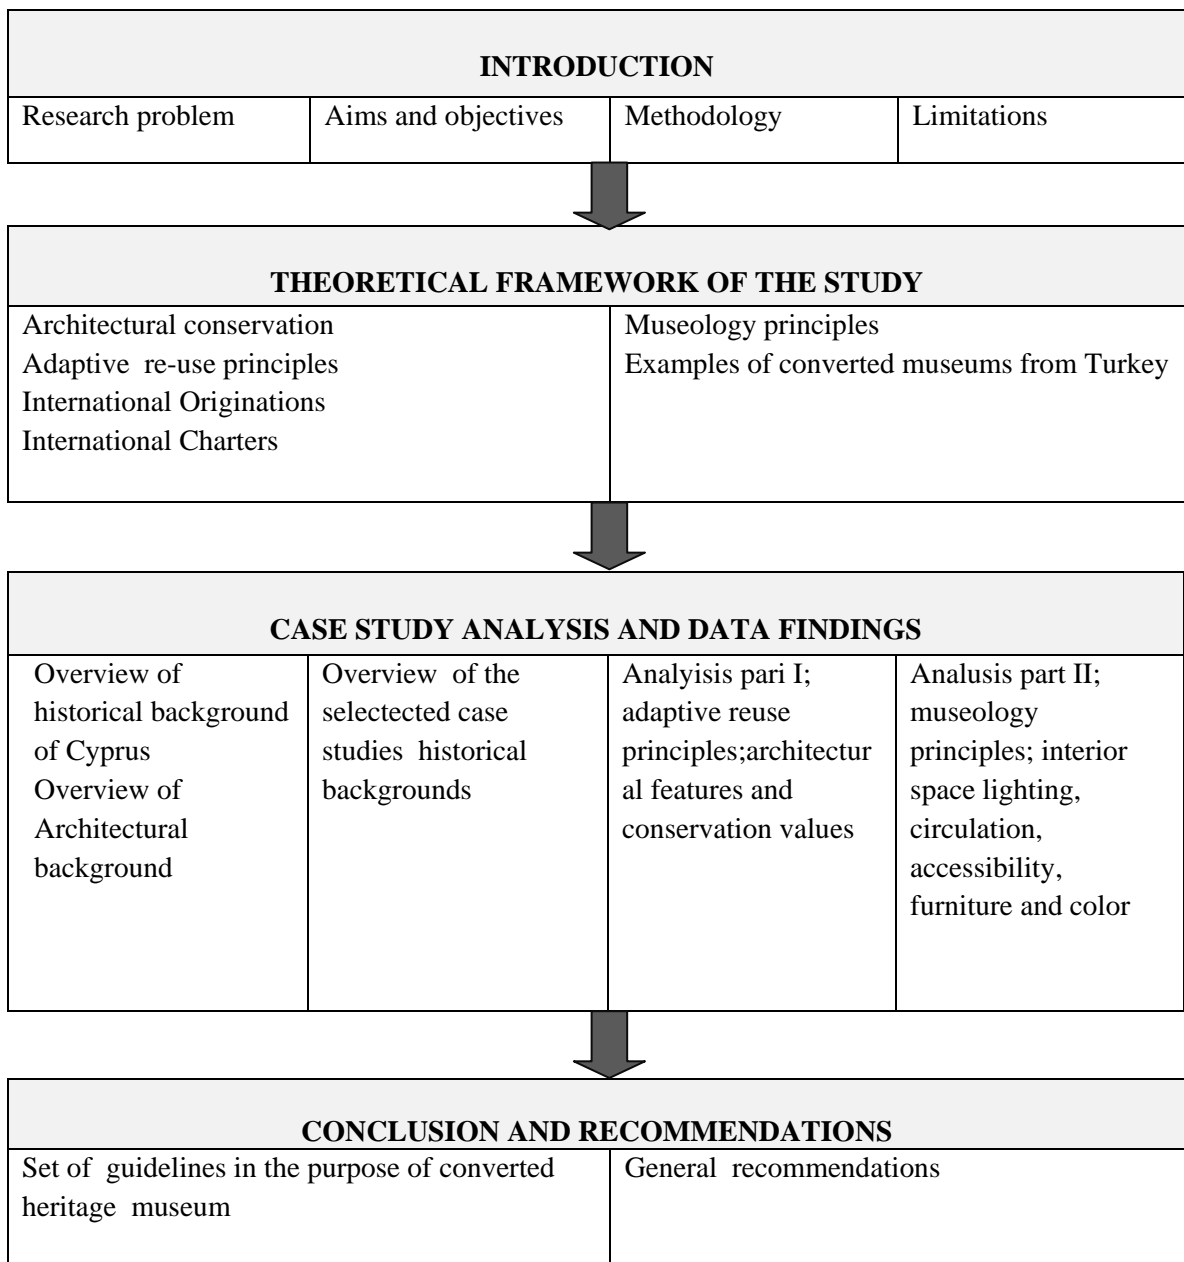 INTRODUCTION
Research problem
Aims and objectives
Methodology
Limitations
THEORETICAL FRAMEWORK OF THE STUDY
Architectural conservation
Adaptive re-use principles
International Originations
International Charters
Museology principles
Examples of converted museums from Turkey
CASE STUDY ANALYSIS AND DATA FINDINGS
Overview of
historical background
of Cyprus
Overview of
Architectural
background
Overview of the
selectected case
studies historical
backgrounds
Analyisis pari I;
adaptive reuse
principles;architectur
al features and
conservation values
Analusis part II;
museology
principles; interior
space lighting,
circulation,
accessibility,
furniture and color
CONCLUSION AND RECOMMENDATIONS
Set of guidelines in the purpose of converted
heritage museum
General recommendations